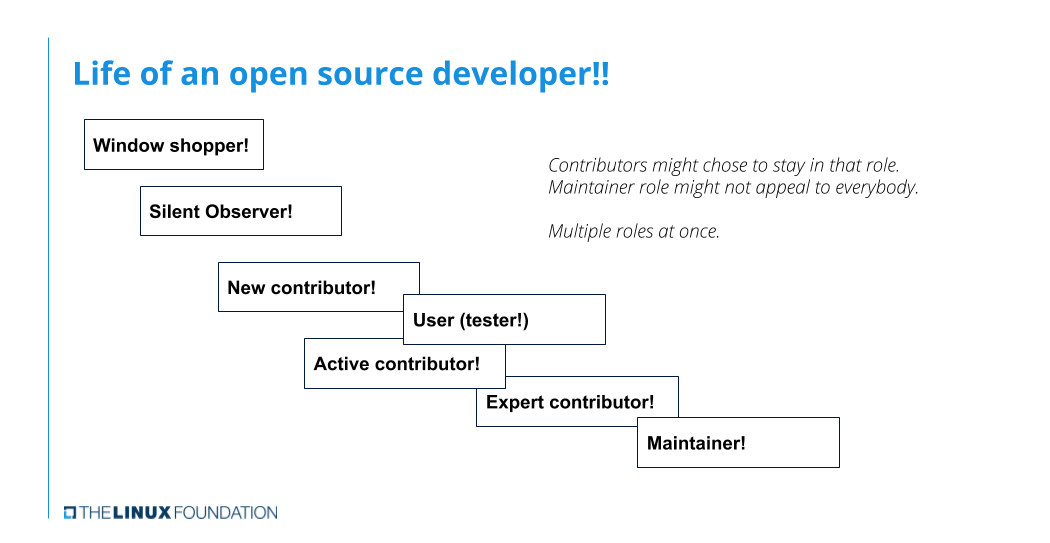 Life of an open source developer!!
Window shopper!
Contributors might chose to stay in that role.
Maintainer role might not appeal to everybody.
Silent Observer!
Multiple roles at once.
New contributor!
User (tester!)
Active contributor!
Expert contributor!
Maintainer!
THE LINUX FOUNDATION